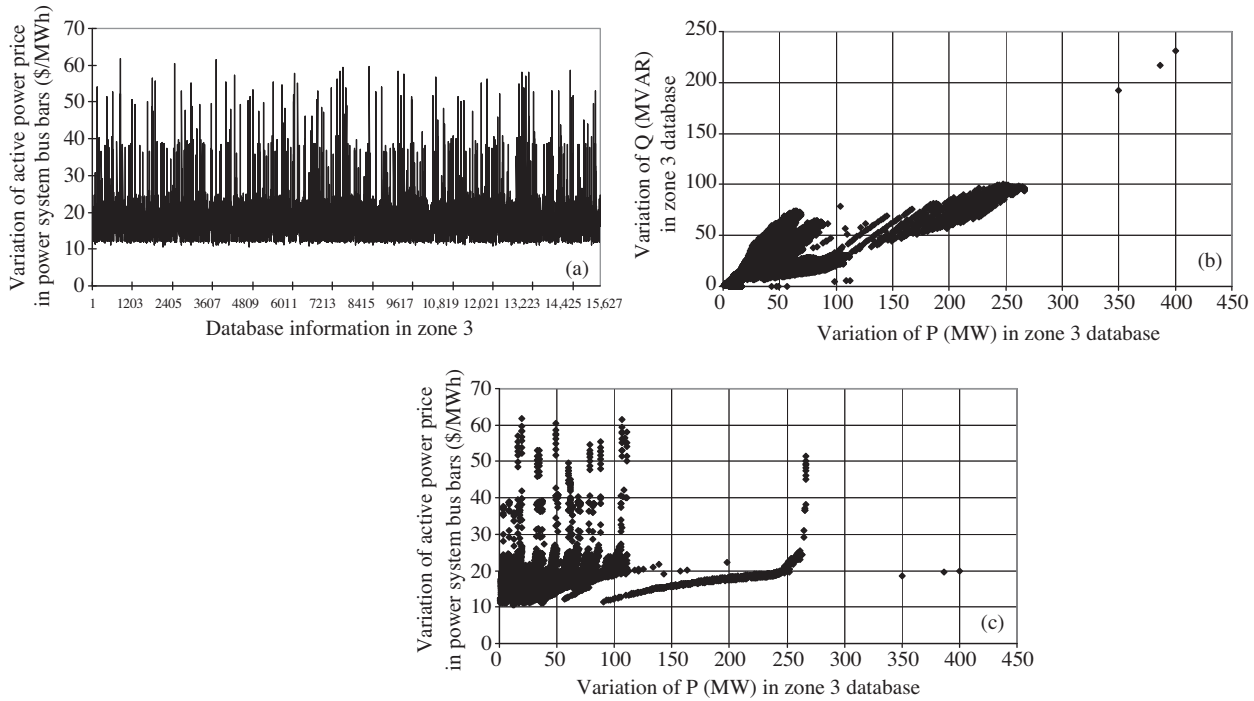 Variation of active power price
in power system bus bars ($/MWh)
70
60
50
40
30
20
10
0
1 1203 2405 3607 4809 6011 7213 8415 9617 10,819 12,021 13,223 14,425 15,627
Database information in zone 3
(a)
Variation of Q (MVAR)
in zone 3 database
250
200
150
100
50
0
0 50 100 150 200 250 300 350 400 450
Variation of P (MW) in zone 3 database
(b)
Variation of active power price
in power system bus bars ($/MWh)
70
60
50
40
30
20
10
0
0 50 100 150 200 250 300 350 400 450
Variation of P (MW) in zone 3 database
(c)